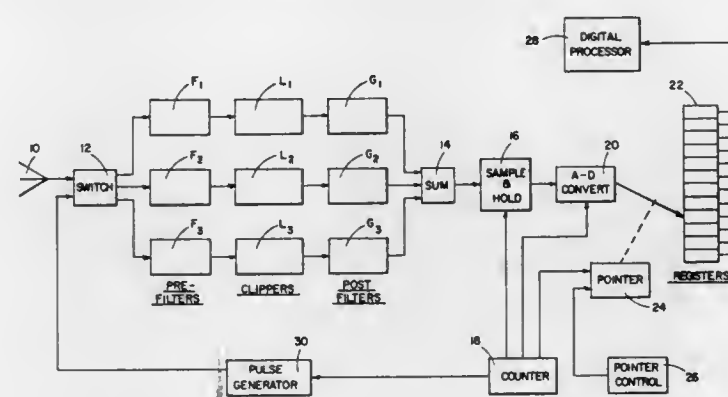 28
DIGITAL
PROCESSOR
22
F1
L1
G1
10
12
14
16
20
SWITCH
F2
L2
G2
SUM
SAMPLE
&
HOLD
A-D
CONVERT
F3
L3
G3
PRE-
FILTERS
CLIPPERS
POST
FILTERS
POINTER
24
REGISTERS
30
PULSE
GENERATOR
18
COUNTER
POINTER
CONTROL
26